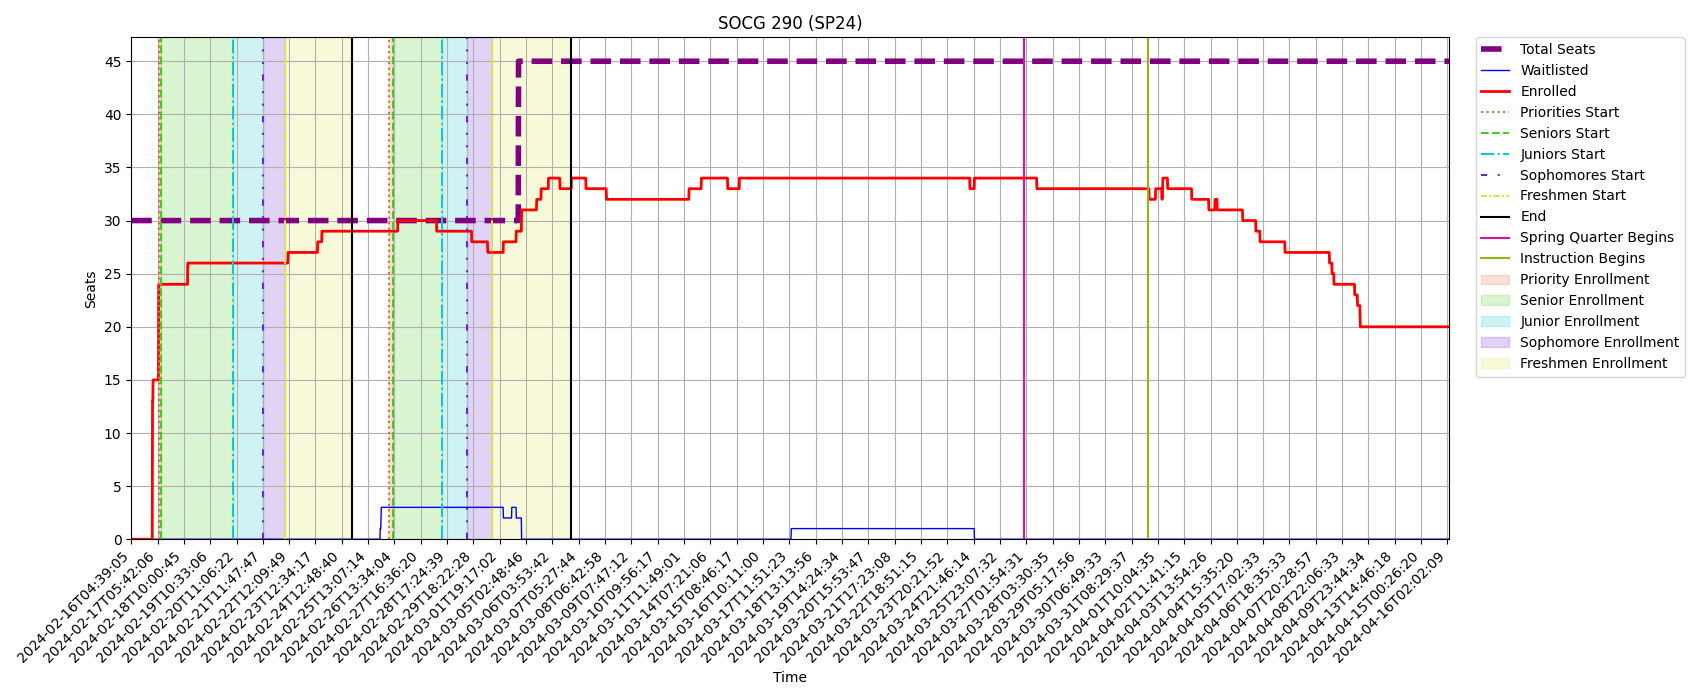 SOCG 290 (SP24)
Seats
45
40
35
30
25
20
15
10
5
0
2024-02-16T04:39:05
2024-02-17T05:42:06
2024-02-18T10:00:45
2024-02-19T10:33:06
2024-02-20T11:06:22
2024-02-21T11:47:47
2024-02-22T12:09:49
2024-02-23T12:34:17
2024-02-24T12:48:40
2024-02-25T13:07:14
2024-02-26T13:34:04
2024-02-27T16:36:20
2024-02-28T17:24:39
2024-02-29T18:22:28
2024-03-01T19:17:02
2024-03-05T02:48:46
2024-03-06T03:53:42
2024-03-07T05:27:44
2024-03-08T06:42:58
2024-03-09T07:47:12
2024-03-10T09:56:17
2024-03-11T11:49:01
2024-03-14T07:21:06
2024-03-15T08:46:17
2024-03-16T10:11:00
2024-03-17T11:51:23
2024-03-18T13:13:56
2024-03-19T14:24:34
2024-03-20T15:53:47
2024-03-21T17:23:08
2024-03-22T18:51:15
2024-03-23T20:21:52
2024-03-24T21:46:14
2024-03-25T23:07:32
2024-03-27T01:54:31
2024-03-28T03:30:35
2024-03-29T05:17:56
2024-03-30T06:49:33
2024-03-31T08:29:37
2024-04-01T10:04:35
2024-04-02T11:41:15
2024-04-03T13:54:26
2024-04-04T15:35:20
2024-04-05T17:02:33
2024-04-06T18:35:33
2024-04-07T20:28:57
2024-04-08T22:06:33
2024-04-09T23:44:34
2024-04-13T14:46:18
2024-04-15T00:26:20
2024-04-16T02:02:09
Time
Total Seats
Waitlisted
Enrolled
Priorities Start
Seniors Start
Juniors Start
Sophomores Start
Freshmen Start
End
Spring Quarter Begins
Instruction Begins
Priority Enrollment
Senior Enrollment
Junior Enrollment
Sophomore Enrollment
Freshmen Enrollment